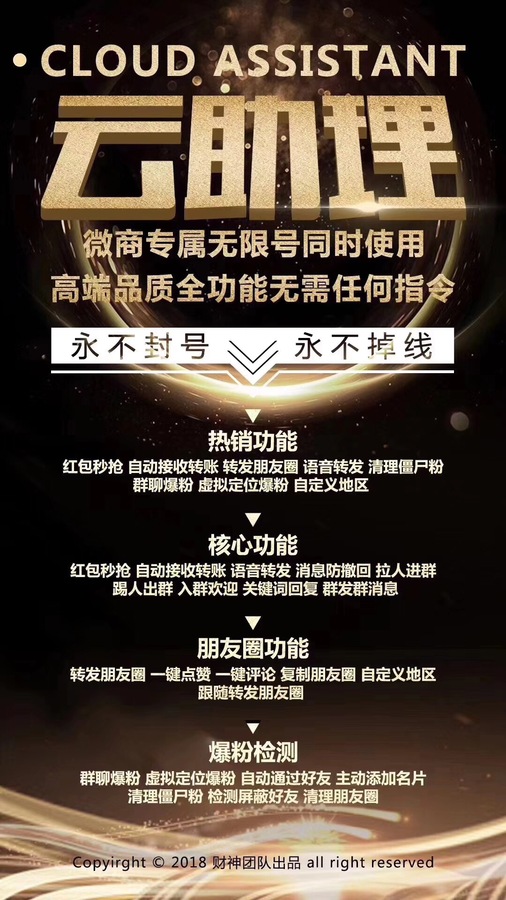 CLOUD ASSISTANT
云助理
微商专属无限号同时使用
高端品质全功能无需任何指令
永不封号 永不掉线
热销功能
红包秒抢 自动接收转账 转发朋友圈 语音转发 清理僵尸粉
群聊爆粉 虚拟定位爆粉 自定义地区
核心功能
红包秒抢 自动接收转账 语音转发 消息防撤回 拉人进群
踢人出群 入群欢迎 关键词回复 群发群消息
朋友圈功能
转发朋友圈 一键点赞 一键评论 复制朋友圈 自定义地区
跟随转发朋友圈
爆粉检测
群聊爆粉 虚拟定位爆粉 自动通过好友 主动添加名片
清理僵尸粉 检测屏蔽好友 清理朋友圈
Copyirght © 2018 财神团队出品 all right reserved